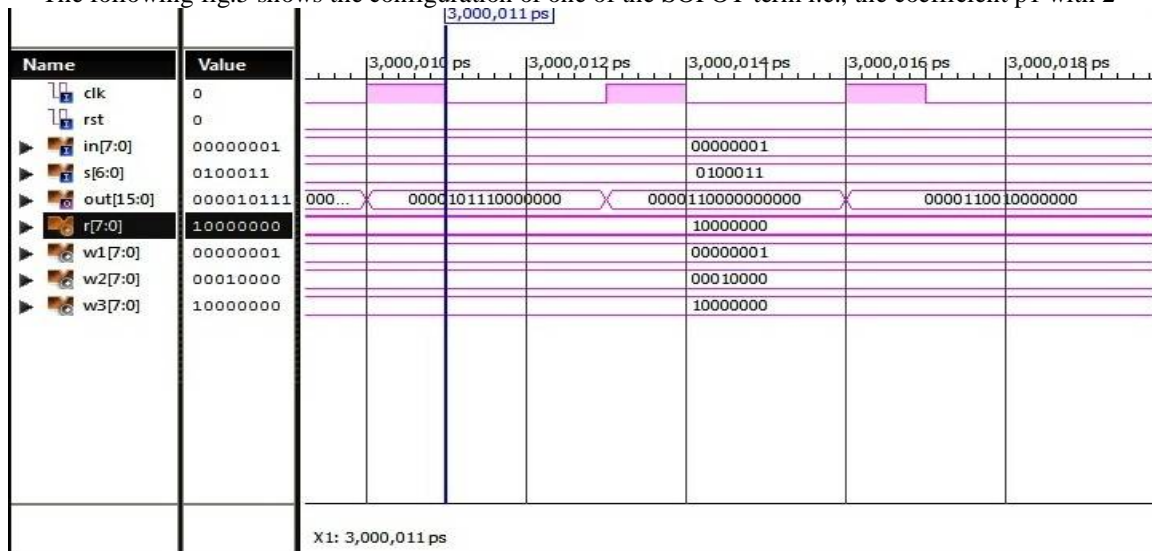 The following shows the configuration of one of the SOPOT term i.e., the coefficient p1 with 2
3,000,011 ps
Name Value 3,000,010 ps 3,000,012 ps 3,000,014 ps 3,000,016 ps 3,000,018 ps
clk 0
rst 0
in[7:0] 00000001 00000001
s[6:0] 0100011 0100011
out[15:0] 000010111 000... 0000101110000000 0000110000000000 0000110010000000
r[7:0] 10000000 10000000
w1[7:0] 00000001 00000001
w2[7:0] 00010000 00010000
w3[7:0] 10000000 10000000
X1: 3,000,011 ps